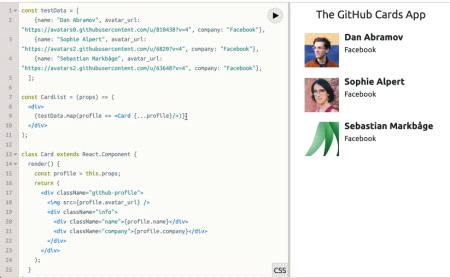 1 const testData = [
2 {name: "Dan Abramov", avatar_url:
"https://avatars0.githubusercontent.com/u/810438?v=4", company: "Facebook"},
3 {name: "Sophie Alpert", avatar_url:
"https://avatars2.githubusercontent.com/u/6820?v=4", company: "Facebook"},
4 {name: "Sebastian Markbåge", avatar_url:
"https://avatars2.githubusercontent.com/u/63648?v=4", company: "Facebook"},
5 ];
6
7 const CardList = (props) => (
8 <div>
9 {testData.map(profile => <Card {...profile}/>)}
10 </div>
11 );
12
13 class Card extends React.Component {
14 render() {
15 const profile = this.props;
16 return (
17 <div className="github-profile">
18 <img src={profile.avatar_url} />
19 <div className="info">
20 <div className="name">{profile.name}</div>
21 <div className="company">{profile.company}</div>
22 </div>
23 </div>
24 );
25 }
CSS
The GitHub Cards App
Dan Abramov
Facebook
Sophie Alpert
Facebook
Sebastian Markbåge
Facebook